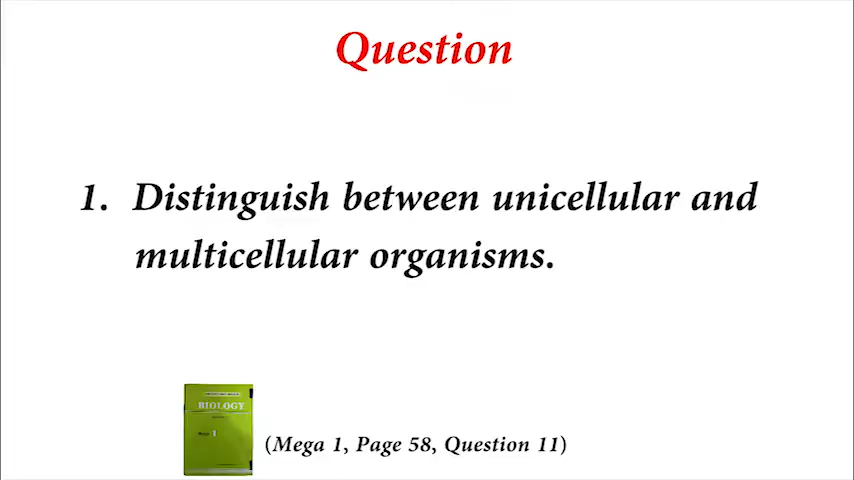 Question
1. Distinguish between unicellular and
multicellular organisms.
BIOLOGY
(Mega 1, Page 58, Question 11)